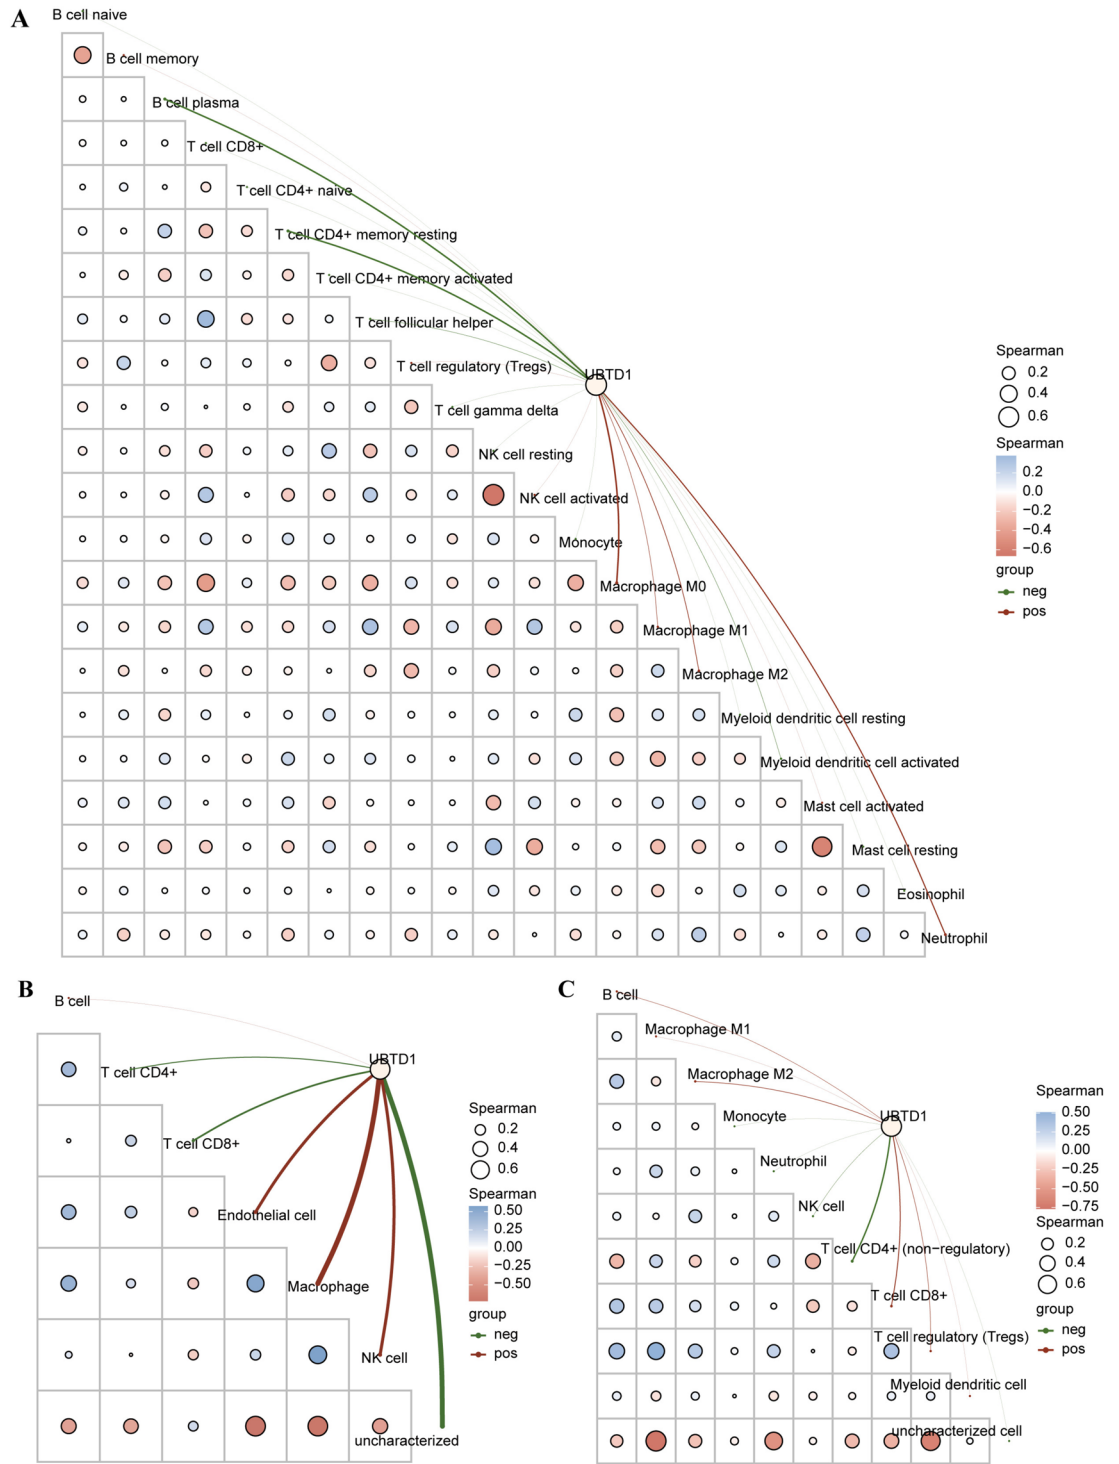 A
B cell naive
B cell memory
B cell plasma
T cell CD8+
T cell CD4+ naive
T cell CD4+ memory resting
T cell CD4+ memory activated
T cell follicular helper
T cell regulatory (Tregs)
UBTD1
T cell gamma delta
NK cell resting
NK cell activated
Monocyte
Macrophage M0
Macrophage M1
Macrophage M2
Myeloid dendritic cell resting
Myeloid dendritic cell activated
Mast cell activated
Mast cell resting
Eosinophil
Neutrophil
Spearman
0.2
0.4
0.6
Spearman
0.2
0.0
−0.2
−0.4
−0.6
group
neg
pos
B
B cell
T cell CD4+
T cell CD8+
Endothelial cell
Macrophage
NK cell
uncharacterized
UBTD1
Spearman
0.2
0.4
0.6
Spearman
0.50
0.25
0.00
−0.25
−0.50
group
neg
pos
C
B cell
Macrophage M1
Macrophage M2
Monocyte
Neutrophil
NK cell
T cell CD4+ (non−regulatory)
T cell CD8+
T cell regulatory (Tregs)
Myeloid dendritic cell
uncharacterized cell
UBTD1
Spearman
0.50
0.25
0.00
−0.25
−0.50
−0.75
Spearman
0.2
0.4
0.6
group
neg
pos